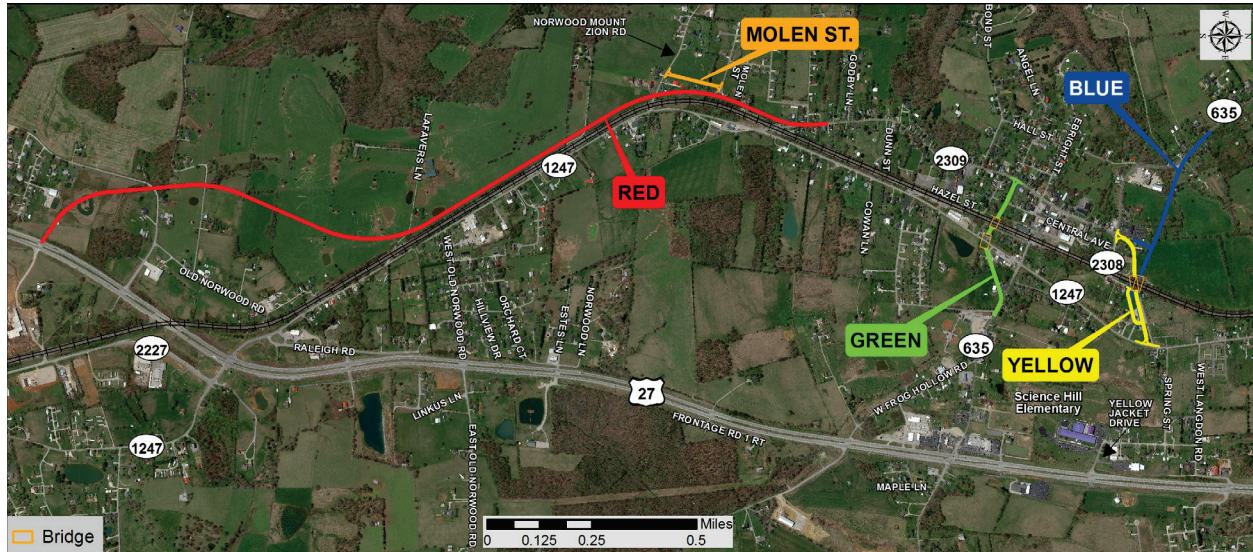 NORWOOD MOUNT
ZION RD
MOLEN ST.
MOLEN
ST
GODBY LN
BOND ST
ANGEL LN
HALL ST
EBRIGHT ST
BLUE
635
N
S
E
W
LAFAVERS LN
1247
RED
DUNN ST
2309
HAZEL ST
CENTRAL AVE
2308
COWAN LN
1247
OLD NORWOOD RD
WEST OLD NORWOOD RD
HILLVIEW DR
ORCHARD CT
ESTES LN
NORWOOD LN
GREEN
635
YELLOW
2227
RALEIGH RD
27
W FROG HOLLOW RD
Science Hill
Elementary
YELLOW
JACKET
DRIVE
SPRING ST
WEST LANGDON RD
LINKUS LN
FRONTAGE RD 1 RT
1247
EAST OLD NORWOOD RD
MAPLE LN
Bridge
Miles
0 0.125 0.25 0.5